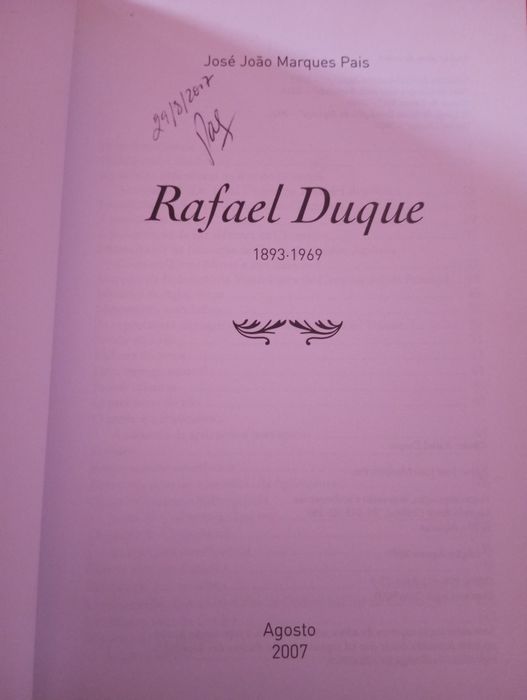 José João Marques Pais
29/8/2007
Pais
Rafael Duque
1893·1969
Agosto
2007